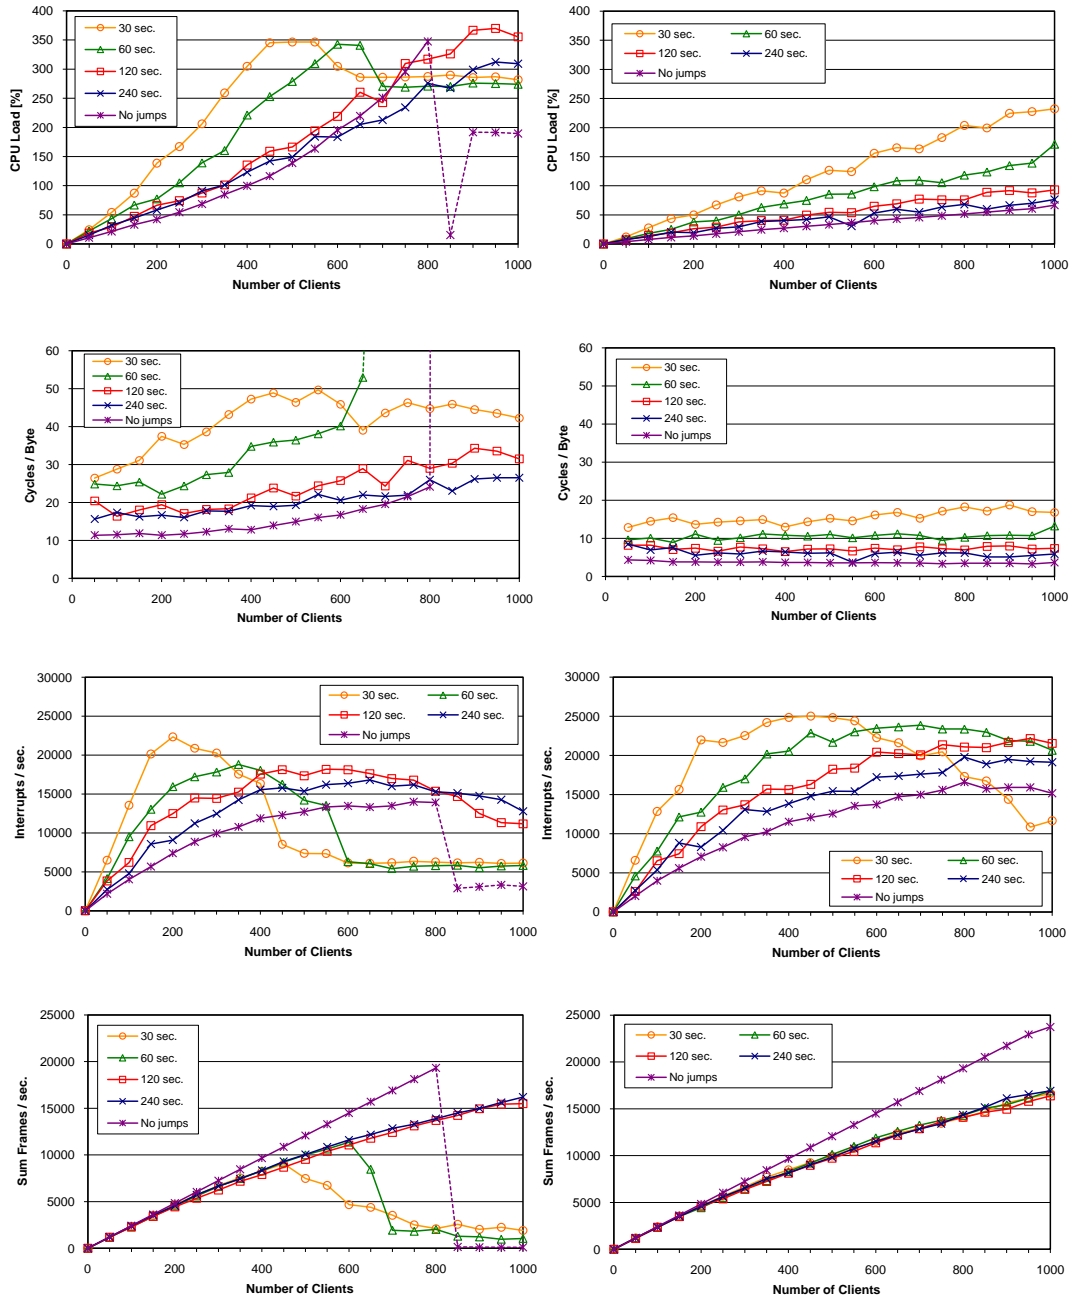 CPU Load [%]
400
350
300
250
200
150
100
50
0
30 sec.
60 sec.
120 sec.
240 sec.
No jumps
0 200 400 600 800 1000
Number of Clients
CPU Load [%]
400
350
300
250
200
150
100
50
0
30 sec. 60 sec.
120 sec. 240 sec.
No jumps
0 200 400 600 800 1000
Number of Clients
Cycles / Byte
60
50
40
30
20
10
0
30 sec.
60 sec.
120 sec.
240 sec.
No jumps
0 200 400 600 800 1000
Number of Clients
Cycles / Byte
60
50
40
30
20
10
0
30 sec.
60 sec.
120 sec.
240 sec.
No jumps
0 200 400 600 800 1000
Number of Clients
Interrupts / sec.
30000
25000
20000
15000
10000
5000
0
30 sec. 60 sec.
120 sec. 240 sec.
No jumps
0 200 400 600 800 1000
Number of Clients
Interrupts / sec.
30000
25000
20000
15000
10000
5000
0
30 sec. 60 sec.
120 sec. 240 sec.
No jumps
0 200 400 600 800 1000
Number of Clients
Sum Frames / sec.
25000
20000
15000
10000
5000
0
30 sec.
60 sec.
120 sec.
240 sec.
No jumps
0 200 400 600 800 1000
Number of Clients
Sum Frames / sec.
25000
20000
15000
10000
5000
0
30 sec. 60 sec.
120 sec. 240 sec.
No jumps
0 200 400 600 800 1000
Number of Clients